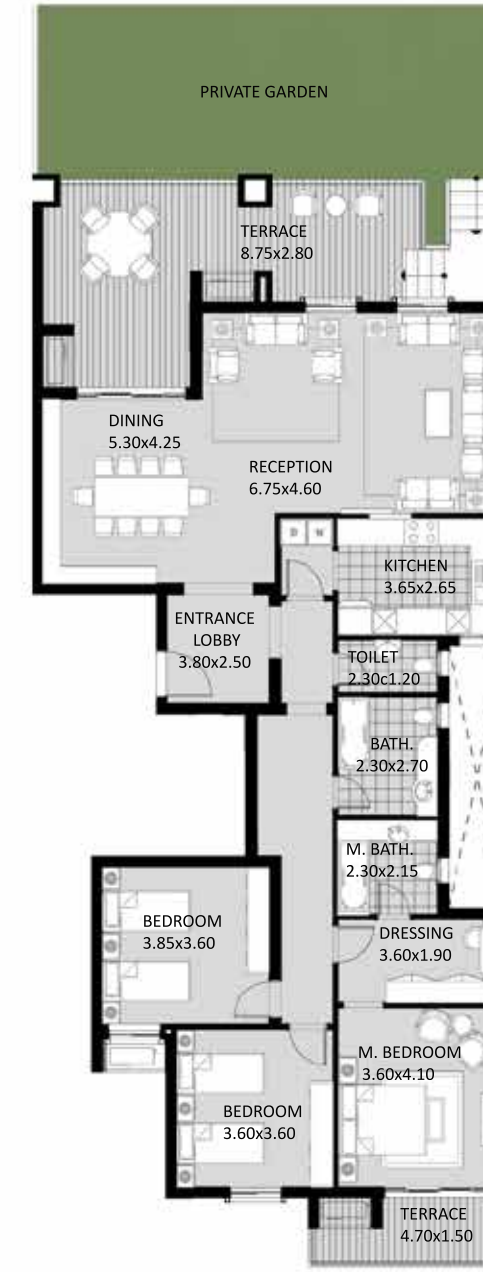 PRIVATE GARDEN
TERRACE
8.75x2.80
DINING
5.30x4.25
RECEPTION
6.75x4.60
KITCHEN
3.65x2.65
ENTRANCE
LOBBY
3.80x2.50
TOILET
2.30c1.20
BATH.
2.30x2.70
M. BATH.
2.30x2.15
BEDROOM
3.85x3.60
DRESSING
3.60x1.90
M. BEDROOM
3.60x4.10
BEDROOM
3.60x3.60
TERRACE
4.70x1.50